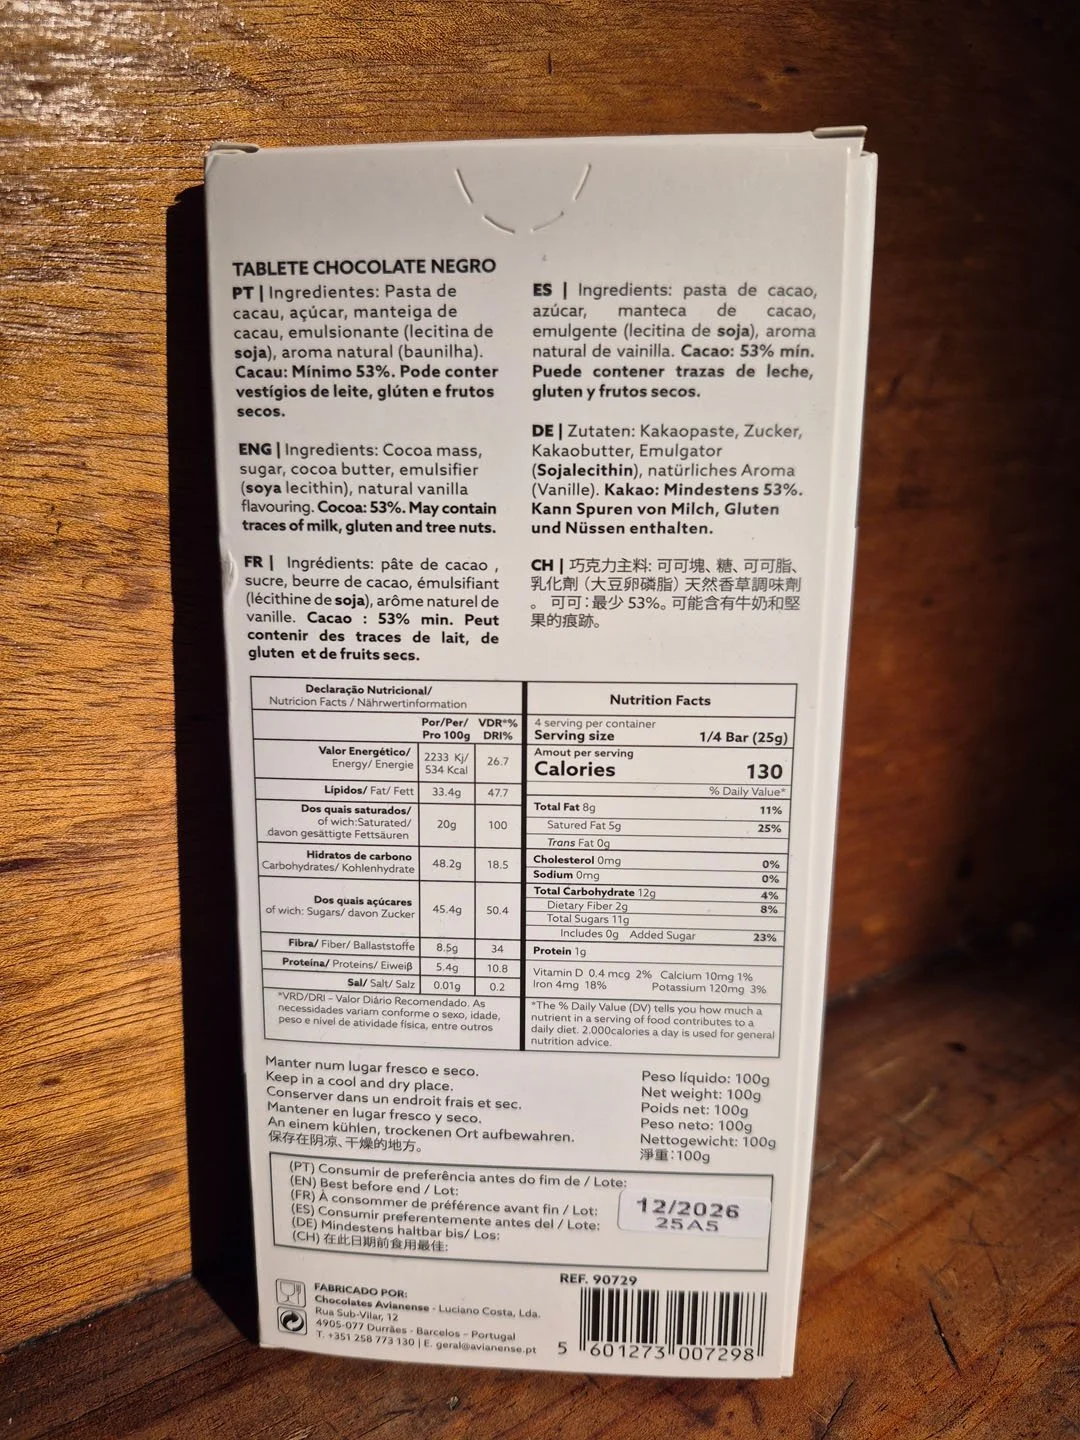 TABLETE CHOCOLATE NEGRO
PT | Ingredientes: Pasta de
cacau, açúcar, manteiga de
cacau, emulsionante (lecitina de
soja), aroma natural (baunilha).
Cacau: Mínimo 53%. Pode conter
vestígios de leite, glúten e frutos
secos.
ENG | Ingredients: Cocoa mass,
sugar, cocoa butter, emulsifier
(soya lecithin), natural vanilla
flavouring. Cocoa: 53%. May contain
traces of milk, gluten and tree nuts.
FR | Ingrédients: pâte de cacao ,
sucre, beurre de cacao, émulsifiant
(lécithine de soja), arôme naturel de
vanille. Cacao : 53% min. Peut
contenir des traces de lait, de
gluten et de fruits secs.
ES | Ingredients: pasta de cacao,
azúcar, manteca de cacao,
emulgente (lecitina de soja), aroma
natural de vainilla. Cacao: 53% mín.
Puede contener trazas de leche,
gluten y frutos secos.
DE | Zutaten: Kakaopaste, Zucker,
Kakaobutter, Emulgator
(Sojalecithin), natürliches Aroma
(Vanille). Kakao: Mindestens 53%.
Kann Spuren von Milch, Gluten
und Nüssen enthalten.
CH | 巧克力主料: 可可塊、糖、可可脂、
乳化劑 (大豆卵磷脂) 天然香草調味劑
。可可:最少 53%。可能含有牛奶和堅
果的痕跡。
Declaração Nutricional/
Nutricion Facts / Nährwertinformation
Por/Per/ VDR*%
Pro 100g DRI%
Valor Energético/ 2233 Kj/ 26.7
Energy/ Energie 534 Kcal
Lípidos/ Fat/ Fett 33.4g 47.7
Dos quais saturados/
of wich:Saturated/ 20g 100
davon gesättigte Fettsäuren
Hidratos de carbono 48.2g 18.5
Carbohydrates/ Kohlenhydrate
Dos quais açúcares 45.4g 50.4
of wich: Sugars/ davon Zucker
Fibra/ Fiber/ Ballaststoffe 8.5g 34
Proteína/ Proteins/ Eiweiß 5.4g 10.8
Sal/ Salt/ Salz 0.01g 0.2
*VRD/DRI - Valor Diário Recomendado. As
necessidades variam conforme o sexo, idade,
peso e nivel de atividade física, entre outros
Nutrition Facts
4 serving per container
Serving size 1/4 Bar (25g)
Amout per serving
Calories 130
% Daily Value*
Total Fat 8g 11%
Satured Fat 5g 25%
Trans Fat 0g
Cholesterol 0mg 0%
Sodium 0mg 0%
Total Carbohydrate 12g 4%
Dietary Fiber 2g 8%
Total Sugars 11g
Includes 0g Added Sugar 23%
Protein 1g
Vitamin D 0.4 mcg 2% Calcium 10mg 1%
Iron 4mg 18% Potassium 120mg 3%
*The % Daily Value (DV) tells you how much a
nutrient in a serving of food contributes to a
daily diet. 2.000calories a day is used for general
nutrition advice.
Manter num lugar fresco e seco.
Keep in a cool and dry place.
Conserver dans un endroit frais et sec.
Mantener en lugar fresco y seco.
An einem kühlen, trockenen Ort aufbewahren.
保存在阴凉、干燥的地方。
Peso líquido: 100g
Net weight: 100g
Poids net: 100g
Peso neto: 100g
Nettogewicht: 100g
淨重:100g
(PT) Consumir de preferência antes do fim de / Lote:
(EN) Best before end / Lot:
(FR) À consommer de préférence avant fin / Lot:
(ES) Consumir preferentemente antes del / Lote:
(DE) Mindestens haltbar bis/ Los:
(CH) 在此日期前食用最佳:
12/2026
25A5
REF. 90729
FABRICADO POR:
Chocolates Avianense - Luciano Costa, Lda.
Rua Sub-Vilar, 12
4905-077 Durrães - Barcelos - Portugal
T. +351 258 773 130 | E. geral@avianense.pt
5 601273 007298